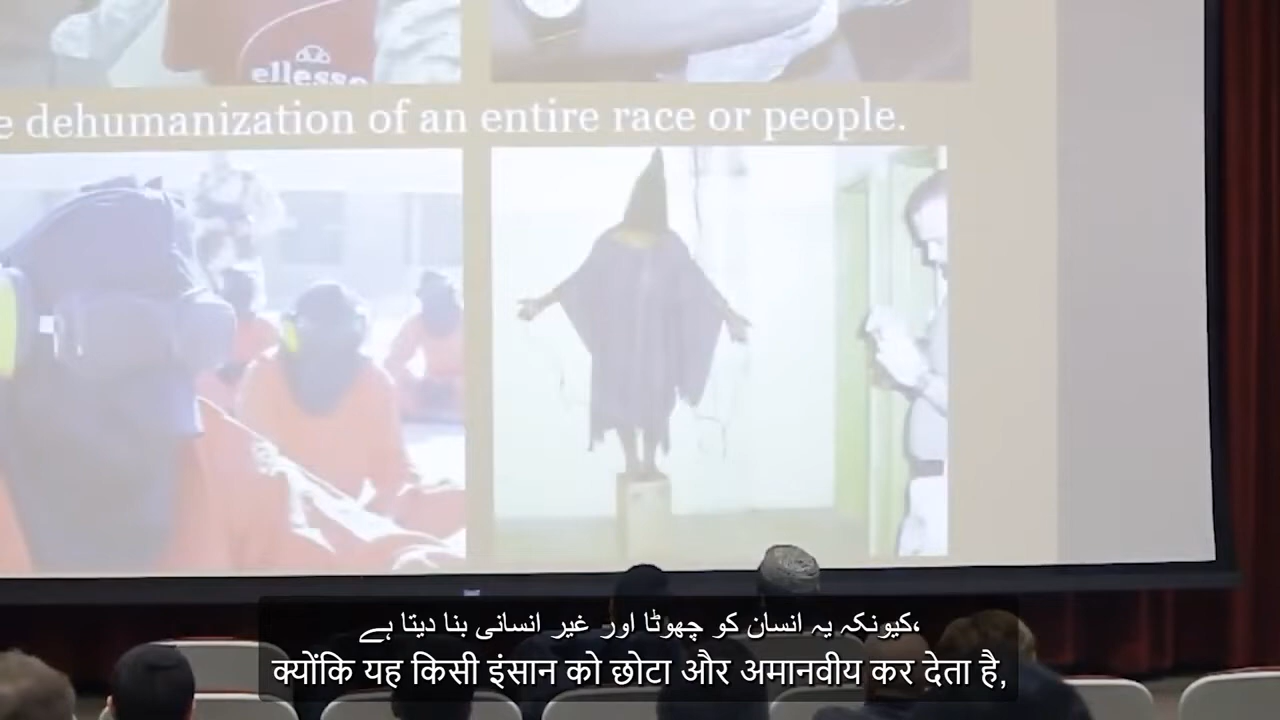 ellesse
e dehumanization of an entire race or people.
کیونکہ یہ انسان کو چھوٹا اور غیر انسانی بنا دیتا ہے،
क्योंकि यह किसी इंसान को छोटा और अमानवीय कर देता है,